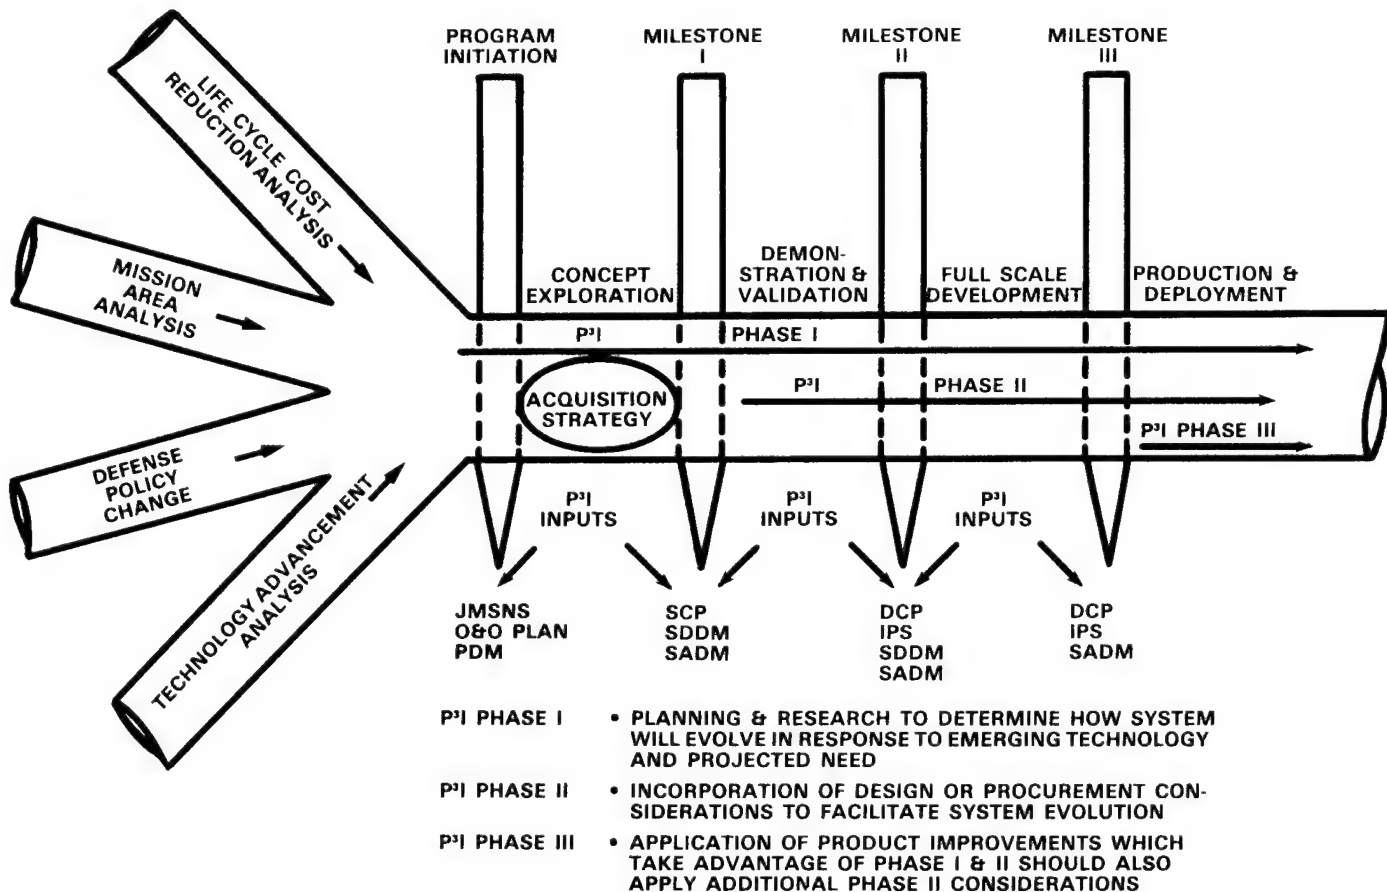 PROGRAM
INITIATION
MILESTONE
I
MILESTONE
II
MILESTONE
III
LIFE CYCLE COST
REDUCTION ANALYSIS
MISSION
AREA
ANALYSIS
DEFENSE
POLICY
CHANGE
TECHNOLOGY ADVANCEMENT
ANALYSIS
CONCEPT
EXPLORATION
DEMON-
STRATION &
VALIDATION
FULL SCALE
DEVELOPMENT
PRODUCTION &
DEPLOYMENT
P³I PHASE I
ACQUISITION
STRATEGY
P³I PHASE II
P³I PHASE III
P³I
INPUTS
P³I
INPUTS
P³I
INPUTS
JMSNS
O&O PLAN
PDM
SCP
SDDM
SADM
DCP
IPS
SDDM
SADM
DCP
IPS
SADM
P³I PHASE I • PLANNING & RESEARCH TO DETERMINE HOW SYSTEM
WILL EVOLVE IN RESPONSE TO EMERGING TECHNOLOGY
AND PROJECTED NEED
P³I PHASE II • INCORPORATION OF DESIGN OR PROCUREMENT CON-
SIDERATIONS TO FACILITATE SYSTEM EVOLUTION
P³I PHASE III • APPLICATION OF PRODUCT IMPROVEMENTS WHICH
TAKE ADVANTAGE OF PHASE I & II SHOULD ALSO
APPLY ADDITIONAL PHASE II CONSIDERATIONS